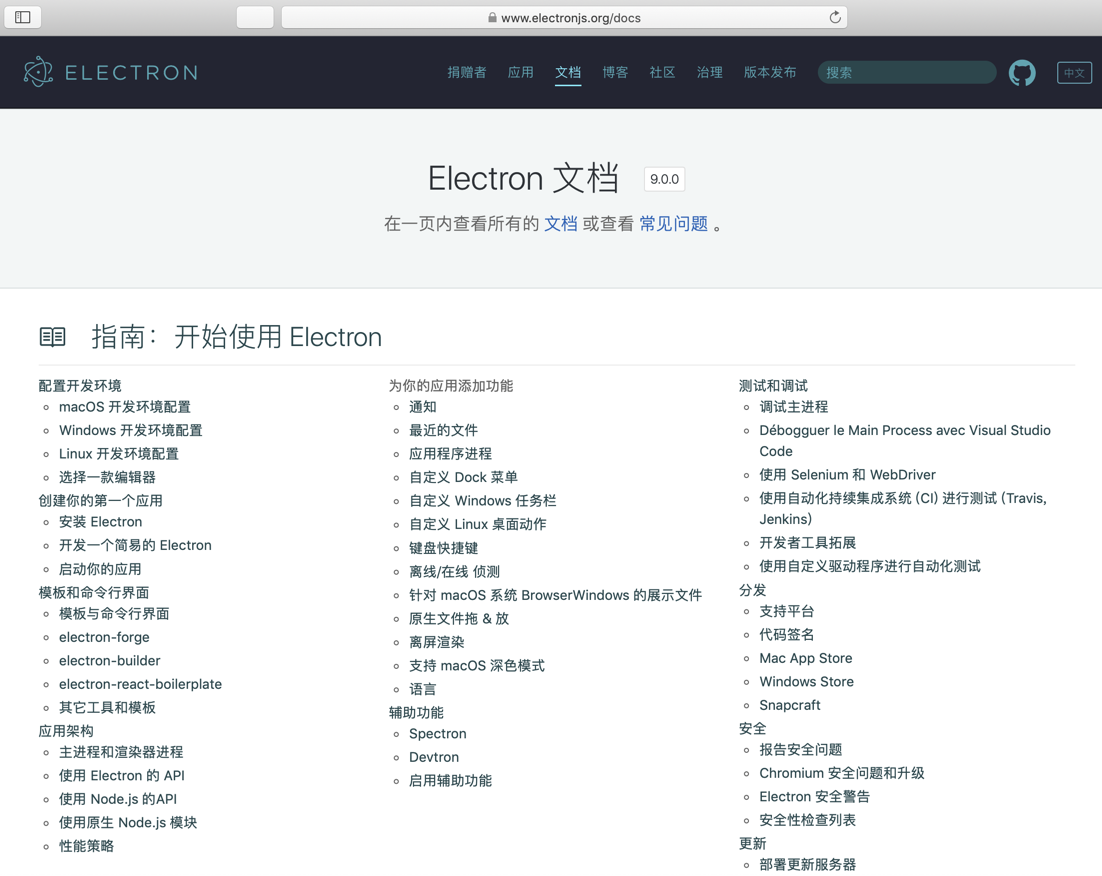 www.electronjs.org/docs
ELECTRON
捐赠者 应用 文档 博客 社区 治理 版本发布 搜索 中文
Electron 文档 9.0.0
在一页内查看所有的 文档 或查看 常见问题 。
指南：开始使用 Electron
配置开发环境
macOS 开发环境配置
Windows 开发环境配置
Linux 开发环境配置
选择一款编辑器
创建你的第一个应用
安装 Electron
开发一个简易的 Electron
启动你的应用
模板和命令行界面
模板与命令行界面
electron-forge
electron-builder
electron-react-boilerplate
其它工具和模板
应用架构
主进程和渲染器进程
使用 Electron 的 API
使用 Node.js 的API
使用原生 Node.js 模块
性能策略
为你的应用添加功能
通知
最近的文件
应用程序进程
自定义 Dock 菜单
自定义 Windows 任务栏
自定义 Linux 桌面动作
键盘快捷键
离线/在线 侦测
针对 macOS 系统 BrowserWindows 的展示文件
原生文件拖 & 放
离屏渲染
支持 macOS 深色模式
语言
辅助功能
Spectron
Devtron
启用辅助功能
测试和调试
调试主进程
Débogguer le Main Process avec Visual Studio
Code
使用 Selenium 和 WebDriver
使用自动化持续集成系统 (CI) 进行测试 (Travis,
Jenkins)
开发者工具拓展
使用自定义驱动程序进行自动化测试
分发
支持平台
代码签名
Mac App Store
Windows Store
Snapcraft
安全
报告安全问题
Chromium 安全问题和升级
Electron 安全警告
安全性检查列表
更新
部署更新服务器